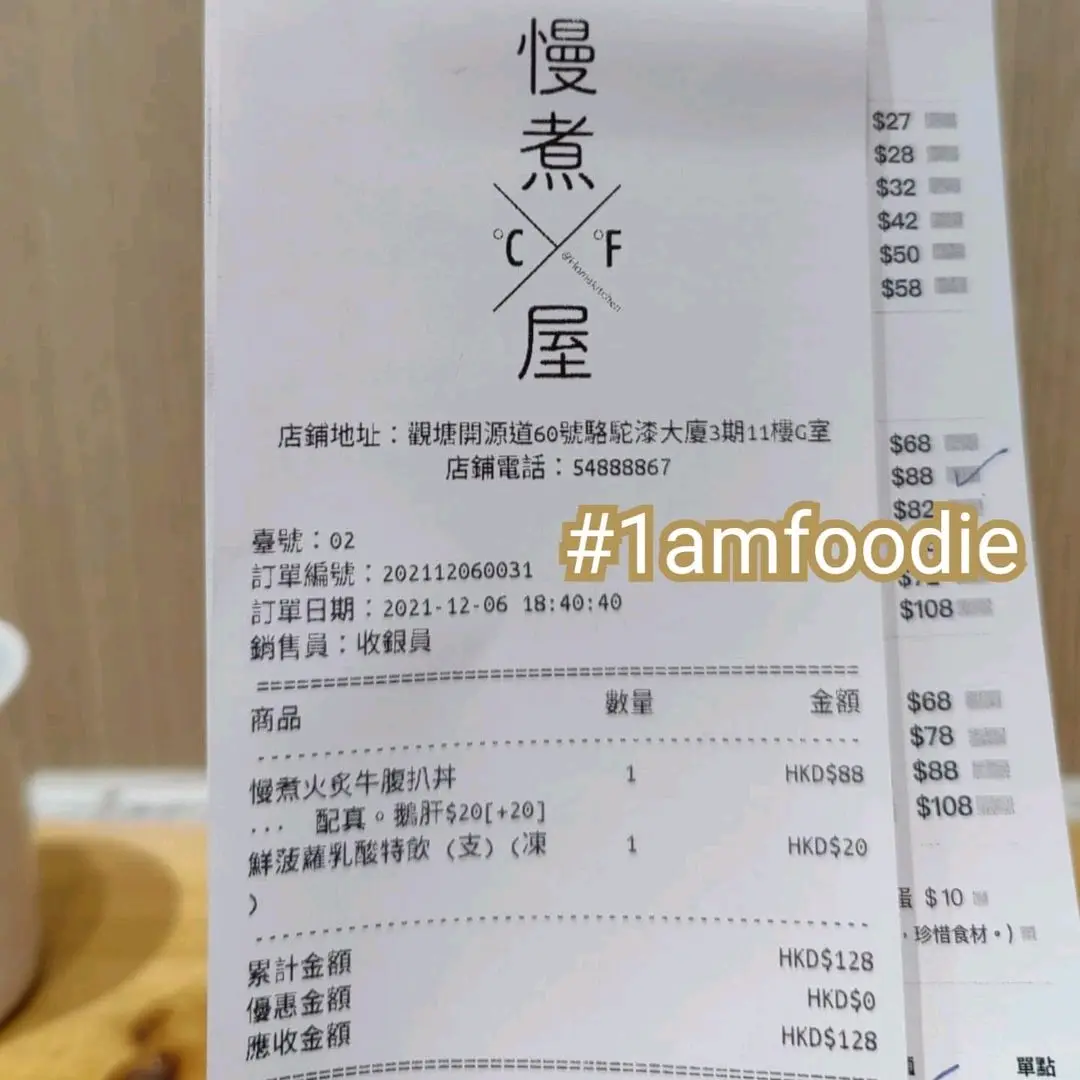 慢
煮
°C °F
@Hamakitchen
屋
店鋪地址：觀塘開源道60號駱駝漆大廈3期11樓G室
店鋪電話：54888867
臺號：02
訂單編號：202112060031
訂單日期：2021-12-06 18:40:40
銷售員：收銀員
商品 數量 金額
慢煮火炙牛腹扒丼 1 HKD$88
... 配真。鵝肝$20[+20]
鮮菠蘿乳酸特飲 (支) (凍 1 HKD$20
)
累計金額 HKD$128
優惠金額 HKD$0
應收金額 HKD$128
#1amfoodie
$27
$28
$32
$42
$50
$58
$68
$88
$82
$108
$68
$78
$88
$108
蛋 $10
，珍惜食材。)
單點